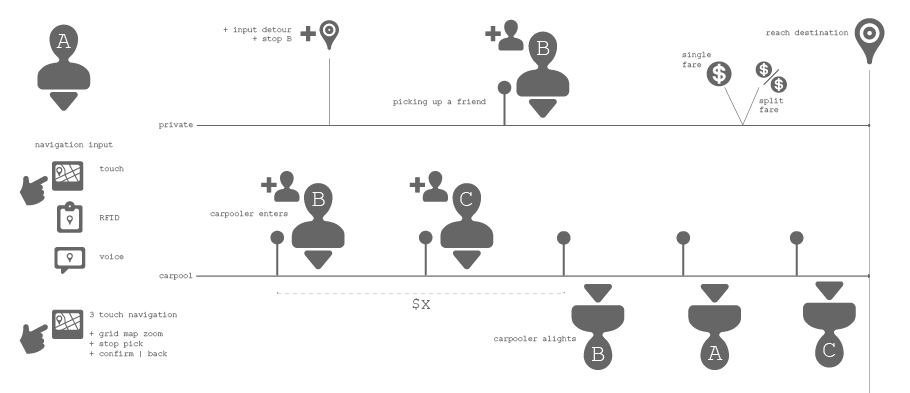 A
+ input detour
+ stop B
B
reach destination
single
fare
$
$/$
split
fare
picking up a friend
private
navigation input
touch
RFID
voice
B
C
carpooler enters
carpool
$X
3 touch navigation
+ grid map zoom
+ stop pick
+ confirm | back
carpooler alights
B
A
C